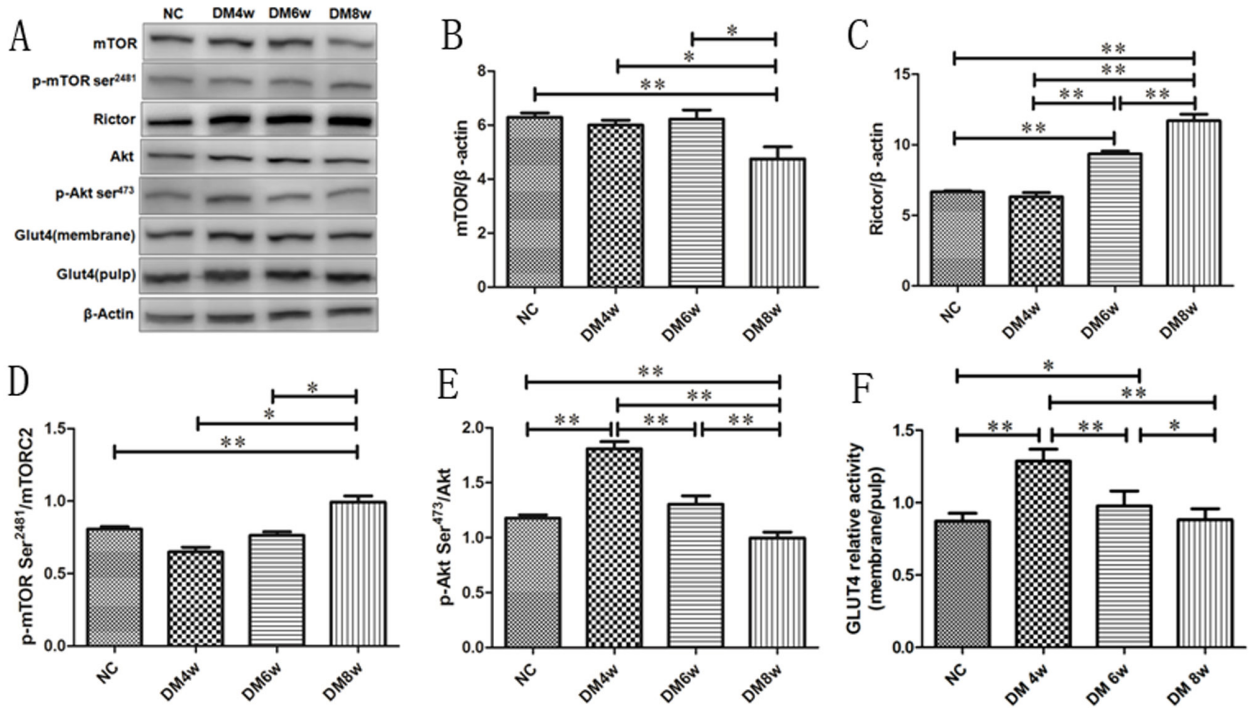 A
NC DM4w DM6w DM8w
mTOR
p-mTOR ser2481
Rictor
Akt
p-Akt ser473
Glut4(membrane)
Glut4(pulp)
β-Actin
B
*
*
**
mTOR/β -actin
8
6
4
2
0
NC DM4w DM6w DM8w
C
**
**
** **
**
Rictor/β -actin
15
10
5
0
NC DM4w DM6w DM8w
D
*
*
**
p-mTOR Ser2481/mTORC2
1.5
1.0
0.5
0.0
NC DM4w DM6w DM8w
E
**
**
** ** **
p-Akt Ser473/Akt
2.0
1.5
1.0
0.5
0.0
NC DM4w DM6w DM8w
F
*
**
** ** *
GLUT4 relative activity
(membrane/pulp)
1.5
1.0
0.5
0.0
NC DM 4w DM 6w DM 8w